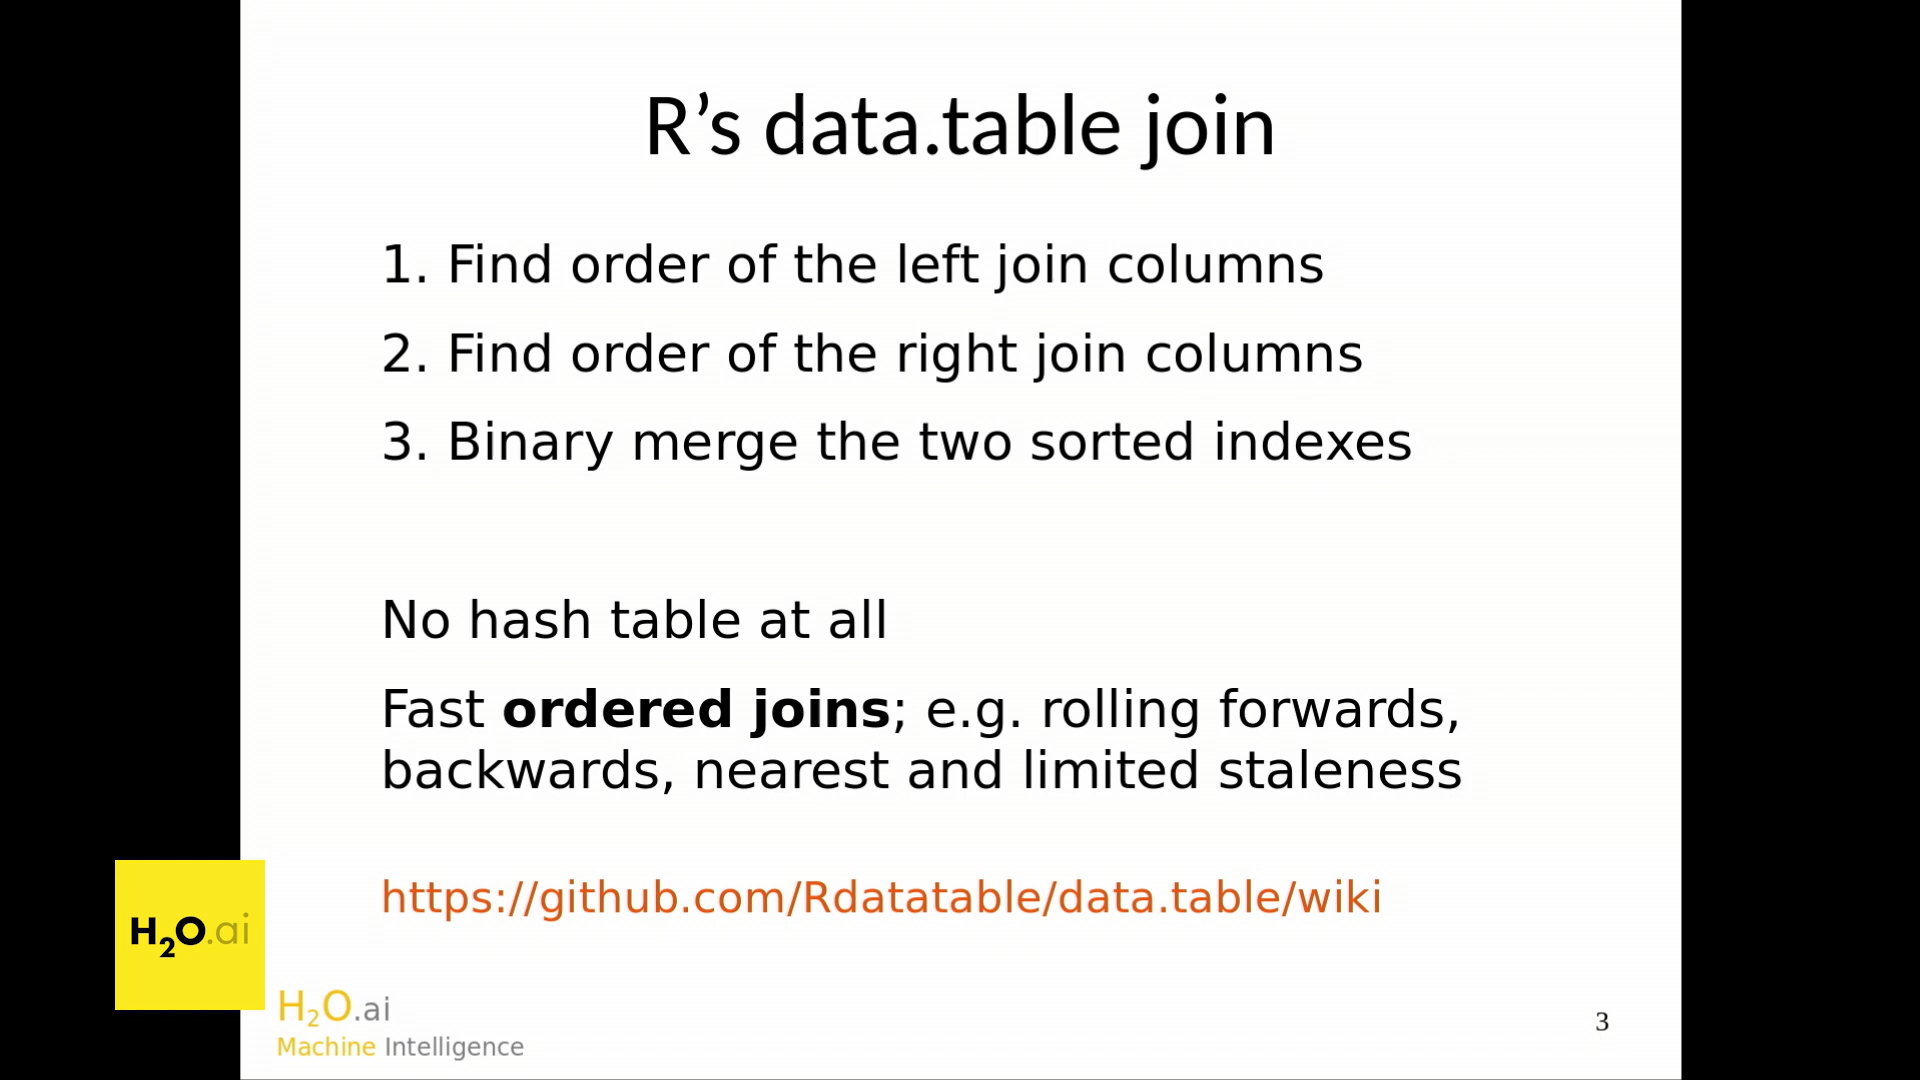 R’s data.table join
1. Find order of the left join columns
2. Find order of the right join columns
3. Binary merge the two sorted indexes
No hash table at all
Fast ordered joins; e.g. rolling forwards,
backwards, nearest and limited staleness
https://github.com/Rdatatable/data.table/wiki
H2O.ai
H2O.ai
Machine Intelligence
3